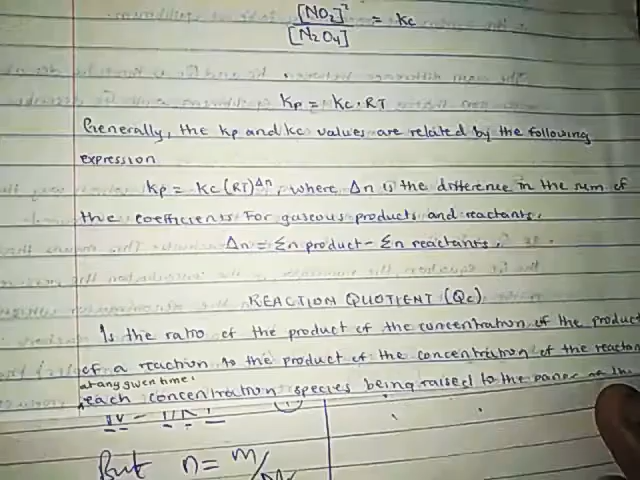 [NO₂]² = Kc
[N₂O₄]
Kp = Kc · RT
Generally, the Kp and Kc values are related by the following
expression
Kp = Kc (RT)^Δn, where Δn is the difference in the sum of
the coefficients for gaseous products and reactants.
Δn = Σn product – Σn reactants.
REACTION QUOTIENT (Qc)
Is the ratio of the product of the concentration of the product
of a reaction to the product of the concentration of the reactan
at any given time.
each concentration species being raised to the of the
But n = m/